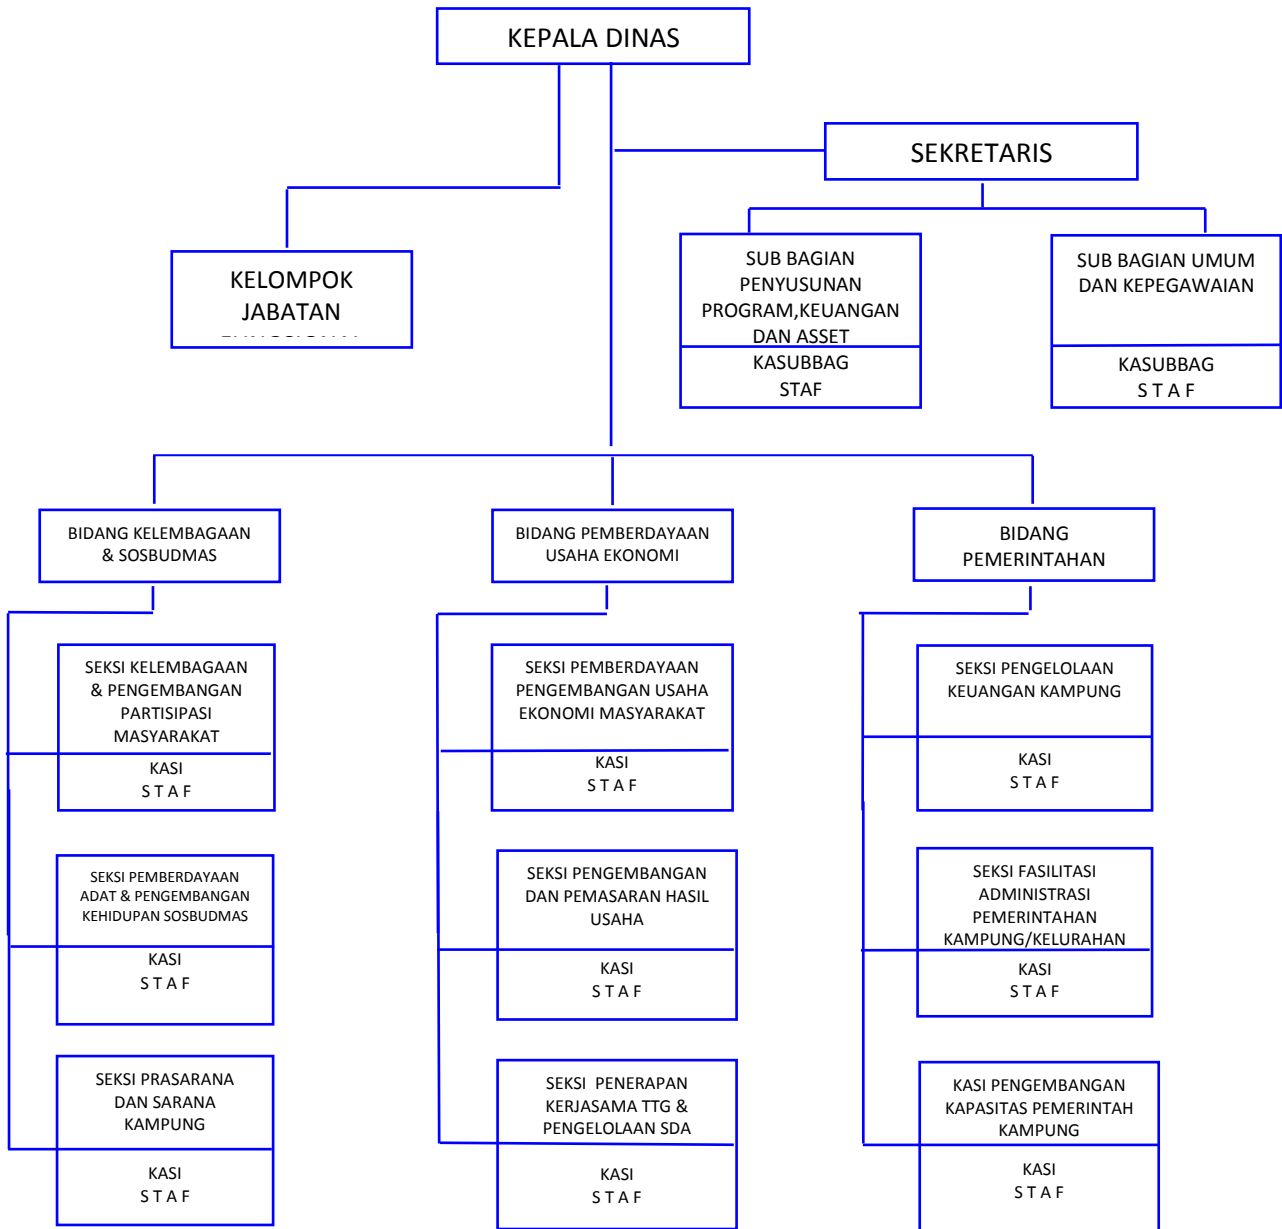 KEPALA DINAS
SEKRETARIS
KELOMPOK
JABATAN
SUB BAGIAN
PENYUSUNAN
PROGRAM,KEUANGAN
DAN ASSET
KASUBBAG
STAF
SUB BAGIAN UMUM
DAN KEPEGAWAIAN
KASUBBAG
S T A F
BIDANG KELEMBAGAAN
& SOSBUDMAS
BIDANG PEMBERDAYAAN
USAHA EKONOMI
BIDANG
PEMERINTAHAN
SEKSI KELEMBAGAAN
& PENGEMBANGAN
PARTISIPASI
MASYARAKAT
KASI
S T A F
SEKSI PEMBERDAYAAN
PENGEMBANGAN USAHA
EKONOMI MASYARAKAT
KASI
S T A F
SEKSI PENGELOLAAN
KEUANGAN KAMPUNG
KASI
S T A F
SEKSI PEMBERDAYAAN
ADAT & PENGEMBANGAN
KEHIDUPAN SOSBUDMAS
KASI
S T A F
SEKSI PENGEMBANGAN
DAN PEMASARAN HASIL
USAHA
KASI
S T A F
SEKSI FASILITASI
ADMINISTRASI
PEMERINTAHAN
KAMPUNG/KELURAHAN
KASI
S T A F
SEKSI PRASARANA
DAN SARANA
KAMPUNG
KASI
S T A F
SEKSI PENERAPAN
KERJASAMA TTG &
PENGELOLAAN SDA
KASI
S T A F
KASI PENGEMBANGAN
KAPASITAS PEMERINTAH
KAMPUNG
KASI
S T A F